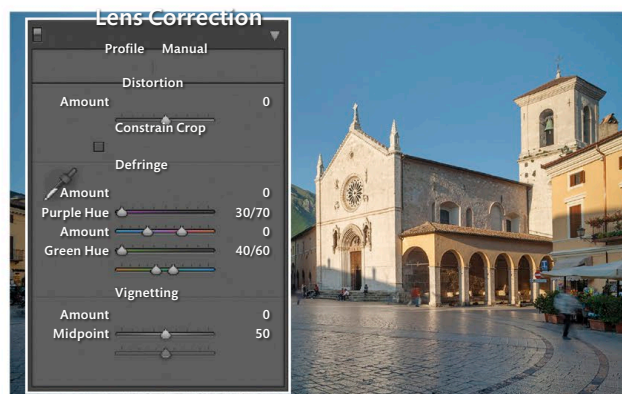 Lens Correction
Profile Manual
Distortion
Amount 0
Constrain Crop
Defringe
Amount 0
Purple Hue 30/70
Amount 0
Green Hue 40/60
Vignetting
Amount 0
Midpoint 50